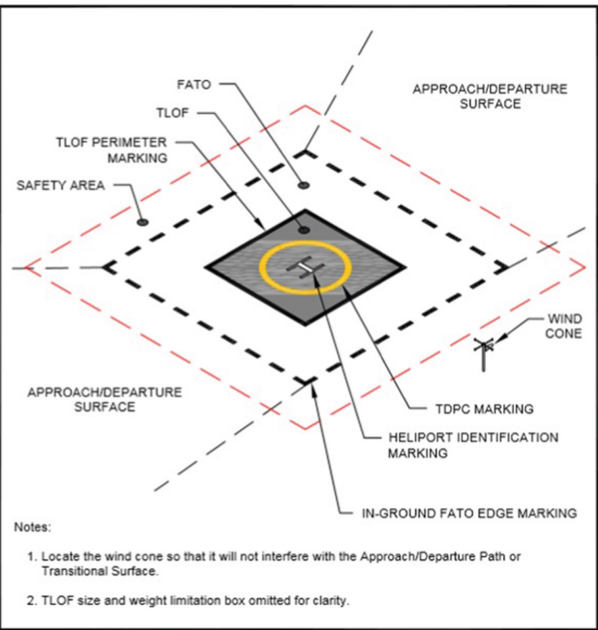 FATO
APPROACH/DEPARTURE
SURFACE
TLOF
TLOF PERIMETER
MARKING
SAFETY AREA
WIND
CONE
APPROACH/DEPARTURE
SURFACE
TDPC MARKING
HELIPORT IDENTIFICATION
MARKING
IN-GROUND FATO EDGE MARKING
Notes:
1. Locate the wind cone so that it will not interfere with the Approach/Departure Path or
Transitional Surface.
2. TLOF size and weight limitation box omitted for clarity.